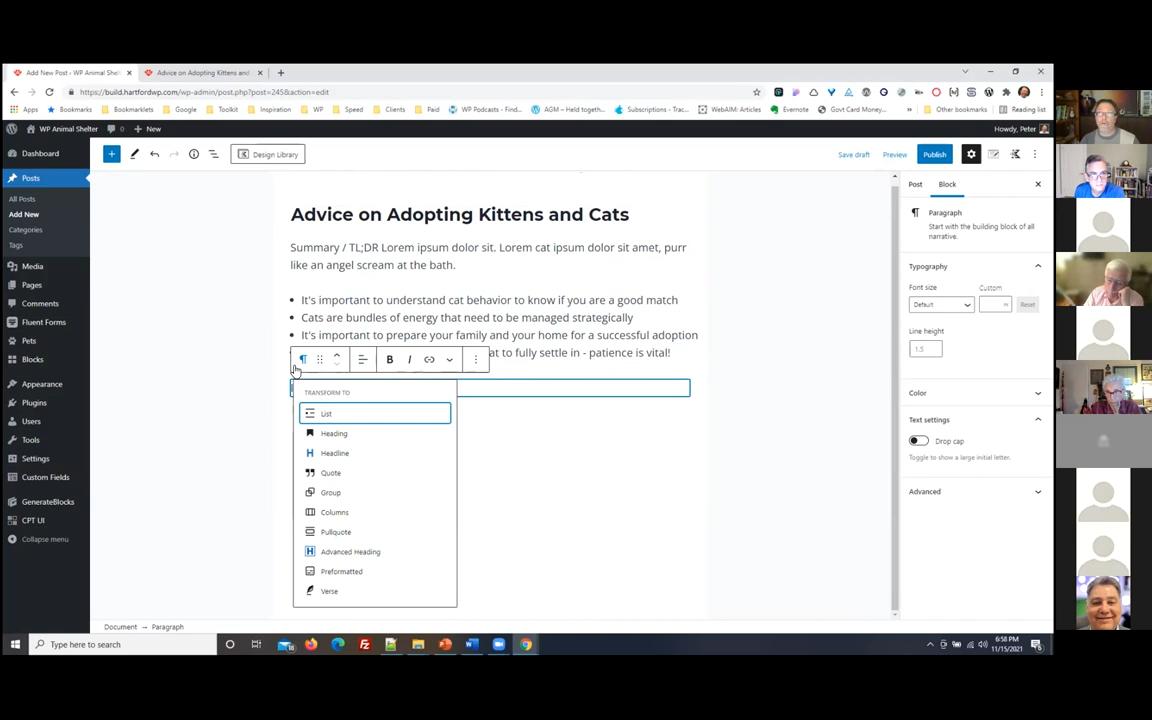 Add New Post ‹ WP Animal Shelt
Advice on Adopting Kittens and
https://build.hartfordwp.com/wp-admin/post.php?post=245&action=edit
Apps
Bookmarks
Bookmarklets
Google
Toolkit
Inspiration
WP
Speed
Clients
Paid
WP Podcasts - Find...
AGM – Held togeth...
Subscriptions - Trac...
WebAIM: Articles
Evernote
Govt Card Money...
»
Other bookmarks
Reading list
WP Animal Shelter
0
New
Howdy, Peter
Dashboard
Posts
All Posts
Add New
Categories
Tags
Media
Pages
Comments
Fluent Forms
Pets
Blocks
Appearance
Plugins
Users
Tools
Settings
Custom Fields
GenerateBlocks
CPT UI
Collapse menu
Design Library
Save draft
Preview
Publish
Advice on Adopting Kittens and Cats
Summary / TL;DR Lorem ipsum dolor sit. Lorem cat ipsum dolor sit amet, purr
like an angel scream at the bath.
• It's important to understand cat behavior to know if you are a good match
• Cats are bundles of energy that need to be managed strategically
• It's important to prepare your family and your home for a successful adoption
at to fully settle in - patience is vital!
B I
TRANSFORM TO
List
Heading
Headline
Quote
Group
Columns
Pullquote
Advanced Heading
Preformatted
Verse
Post
Block
Paragraph
Start with the building block of all
narrative.
Typography
Font size
Custom
Default
Reset
Line height
1.5
Color
Text settings
Drop cap
Toggle to show a large initial letter.
Advanced
Document → Paragraph
Type here to search
6:58 PM
11/15/2021